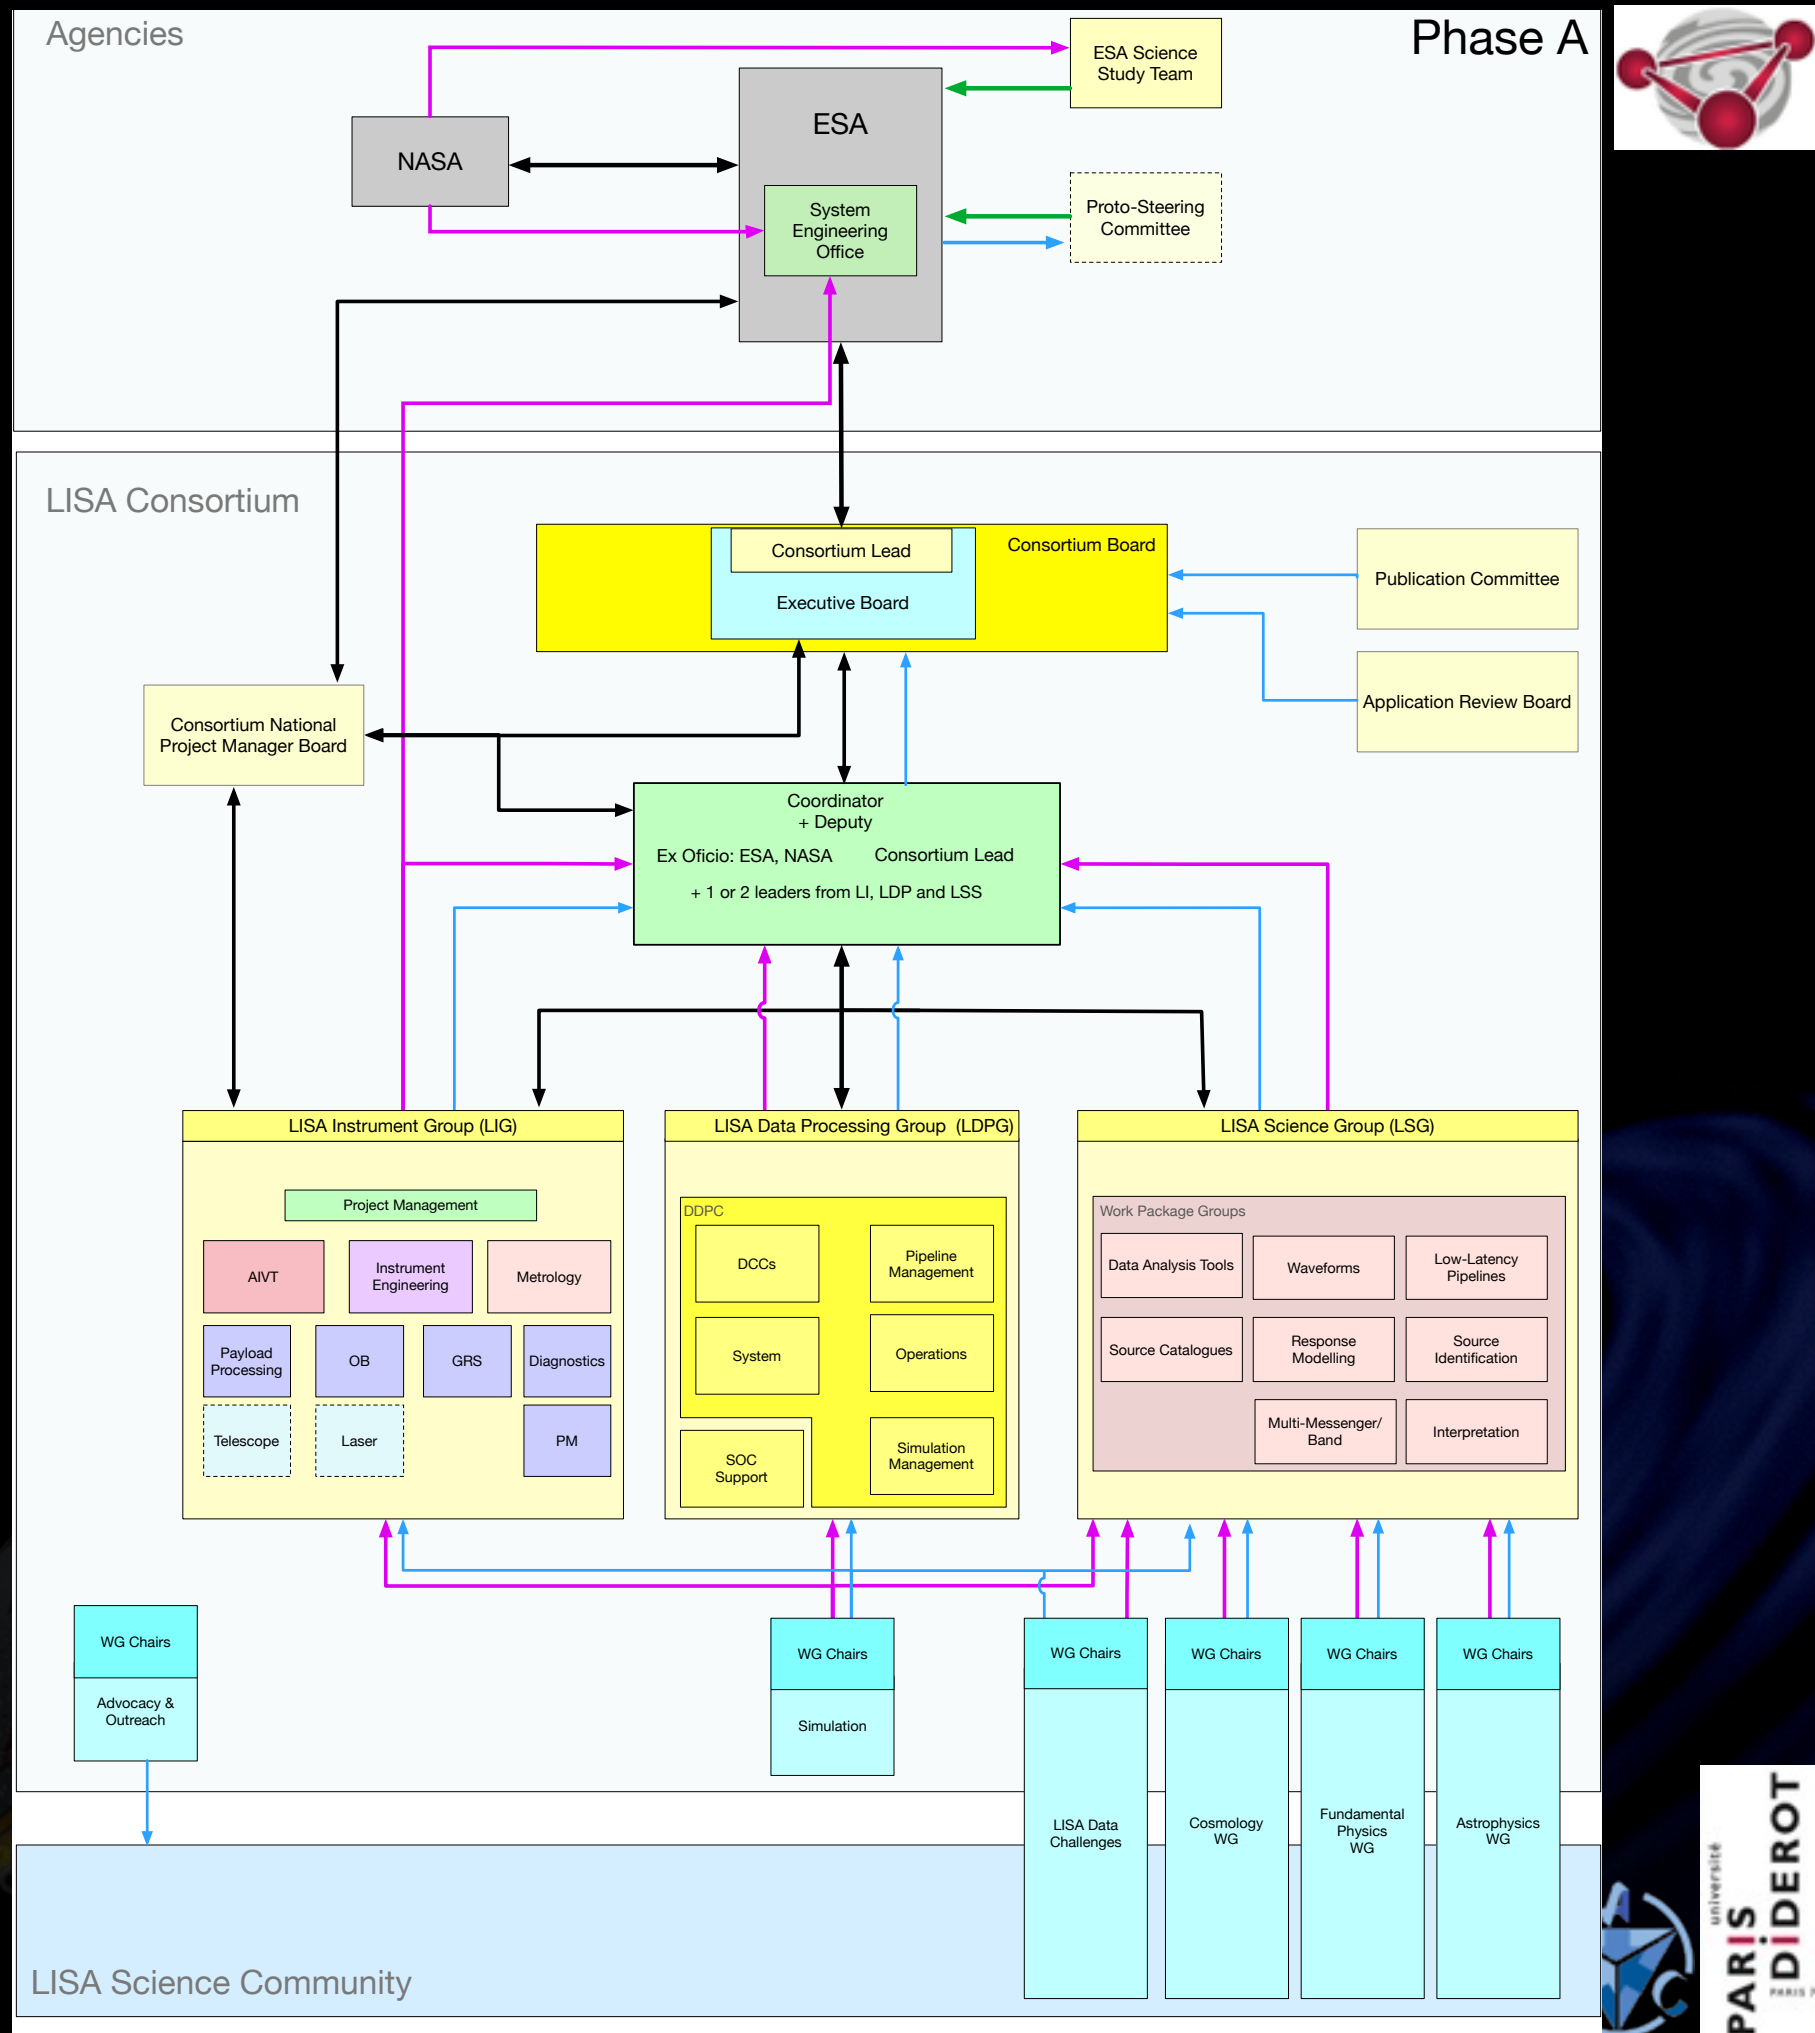 Agencies
Phase A
ESA Science
Study Team
ESA
NASA
System
Engineering
Office
Proto-Steering
Committee
LISA Consortium
Consortium Lead
Consortium Board
Executive Board
Publication Committee
Application Review Board
Consortium National
Project Manager Board
Coordinator
+ Deputy
Ex Oficio: ESA, NASA
Consortium Lead
+ 1 or 2 leaders from LI, LDP and LSS
LISA Instrument Group (LIG)
Project Management
AIVT
Instrument
Engineering
Metrology
Payload
Processing
OB
GRS
Diagnostics
Telescope
Laser
PM
LISA Data Processing Group (LDPG)
DDPC
DCCs
Pipeline
Management
System
Operations
SOC
Support
Simulation
Management
LISA Science Group (LSG)
Work Package Groups
Data Analysis Tools
Waveforms
Low-Latency
Pipelines
Source Catalogues
Response
Modelling
Source
Identification
Multi-Messenger/
Band
Interpretation
WG Chairs
Advocacy &
Outreach
WG Chairs
Simulation
WG Chairs
LISA Data
Challenges
WG Chairs
Cosmology
WG
WG Chairs
Fundamental
Physics
WG
WG Chairs
Astrophysics
WG
LISA Science Community
université
PARIS
DIDEROT
PARIS